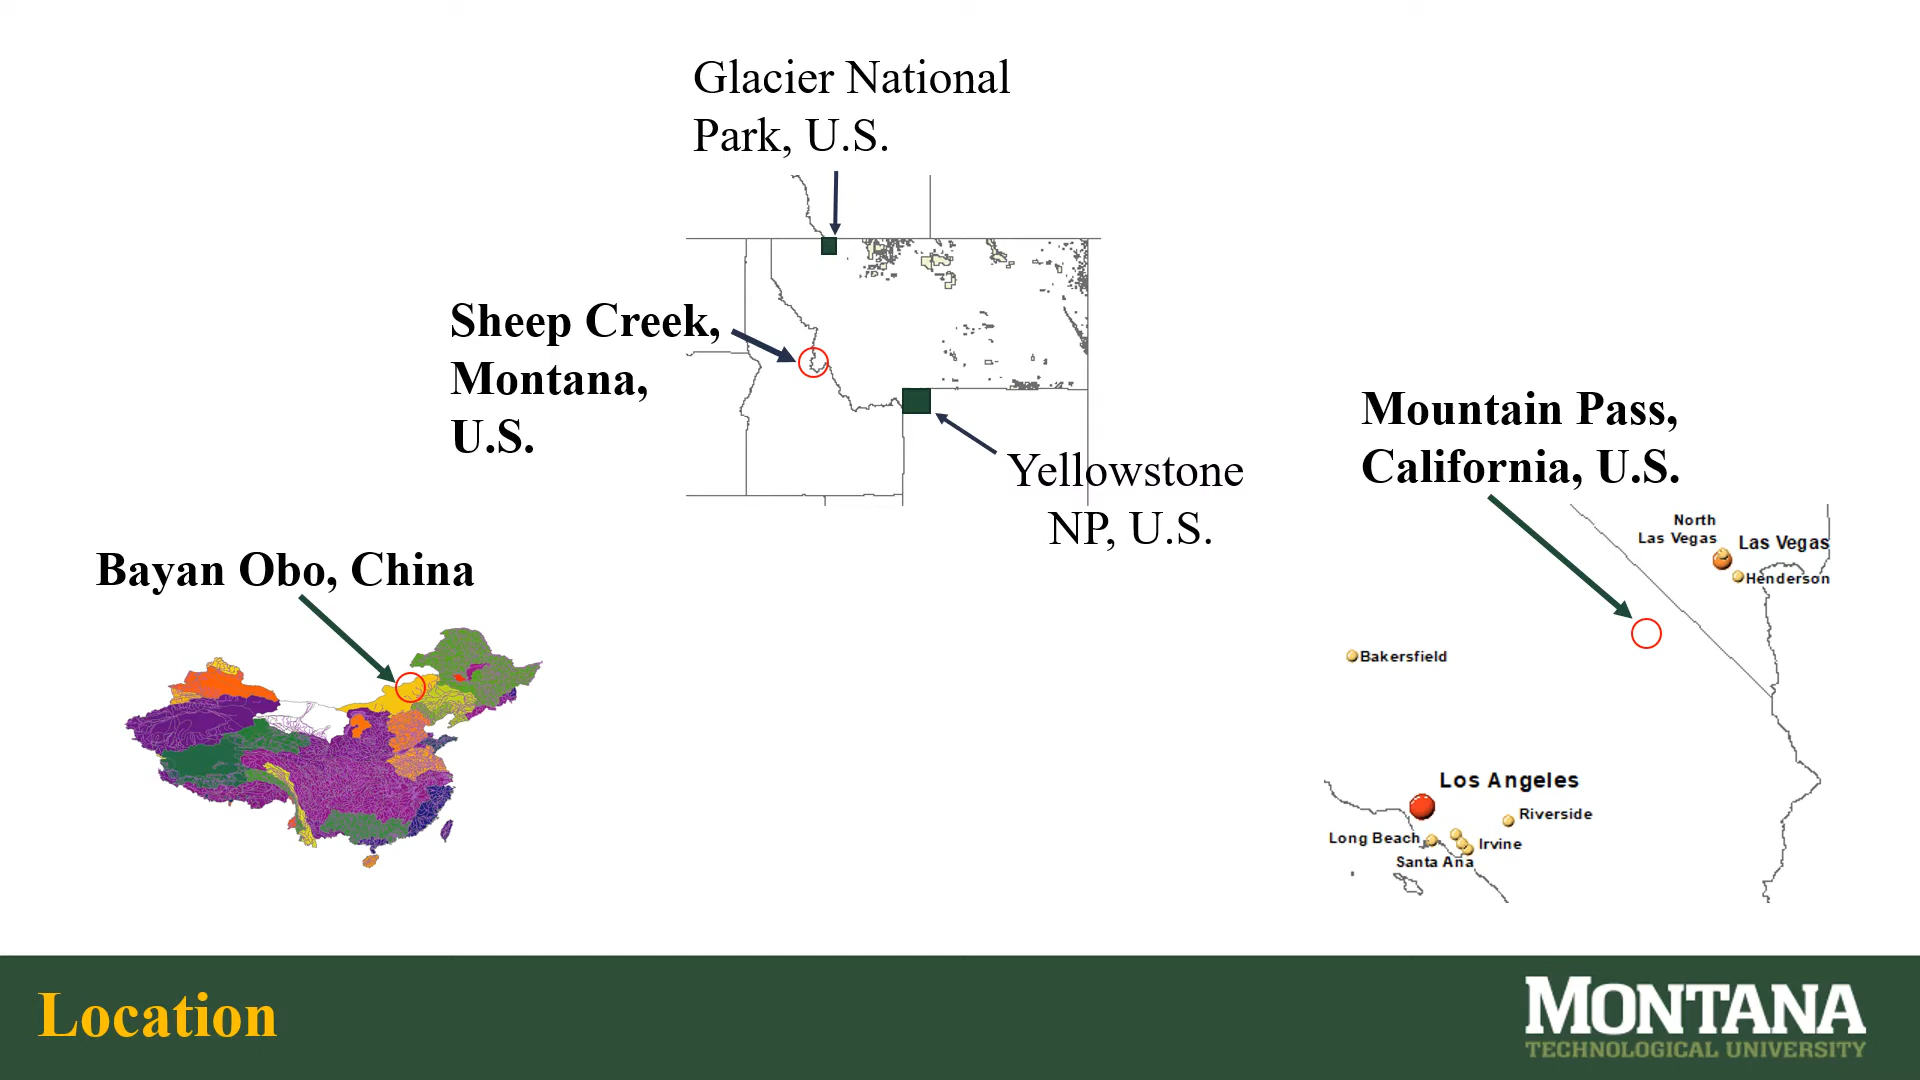 Glacier National
Park, U.S.
Sheep Creek,
Montana,
U.S.
Yellowstone
NP, U.S.
Mountain Pass,
California, U.S.
North
Las Vegas
Las Vegas
Henderson
Bakersfield
Los Angeles
Riverside
Long Beach
Irvine
Santa Ana
Bayan Obo, China
Location
MONTANA
TECHNOLOGICAL UNIVERSITY